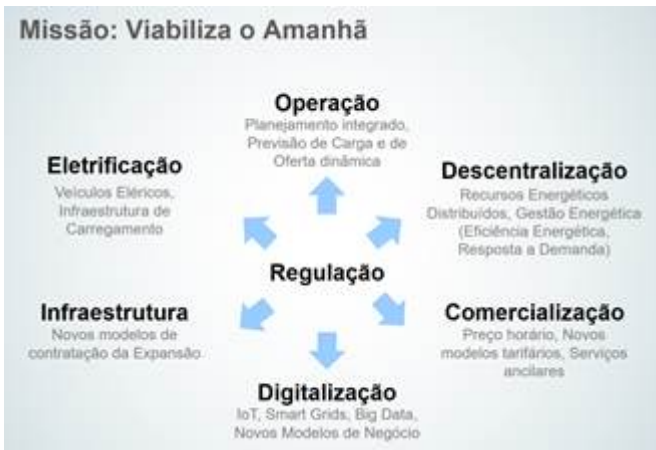 Missão: Viabiliza o Amanhã
Operação
Planejamento integrado,
Previsão de Carga e de
Oferta dinâmica
Eletrificação
Veículos Eléricos,
Infraestrutura de
Carregamento
Descentralização
Recursos Energéticos
Distribuídos, Gestão Energética
(Eficiência Energética,
Resposta a Demanda)
Regulação
Infraestrutura
Novos modelos de
contratação da Expansão
Comercialização
Preço horário, Novos
modelos tarifários, Serviços
ancilares
Digitalização
IoT, Smart Grids, Big Data,
Novos Modelos de Negócio